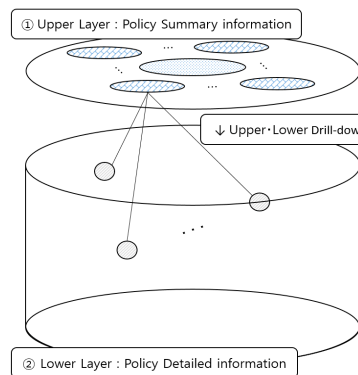 ① Upper Layer : Policy Summary information
↓ Upper･Lower Drill-dow
② Lower Layer : Policy Detailed information